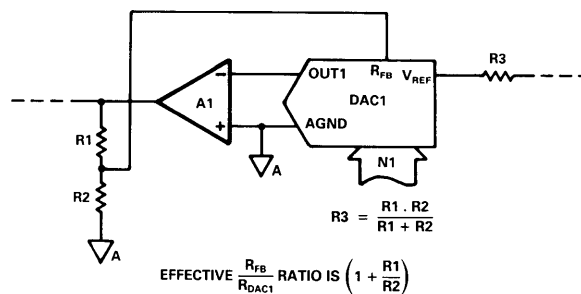 R3
OUT1
R_FB
V_REF
A1
DAC1
−
+
AGND
R1
N1
A
R2
R3 = R1 . R2 / R1 + R2
A
EFFECTIVE R_FB / R_DAC1 RATIO IS (1 + R1 / R2)